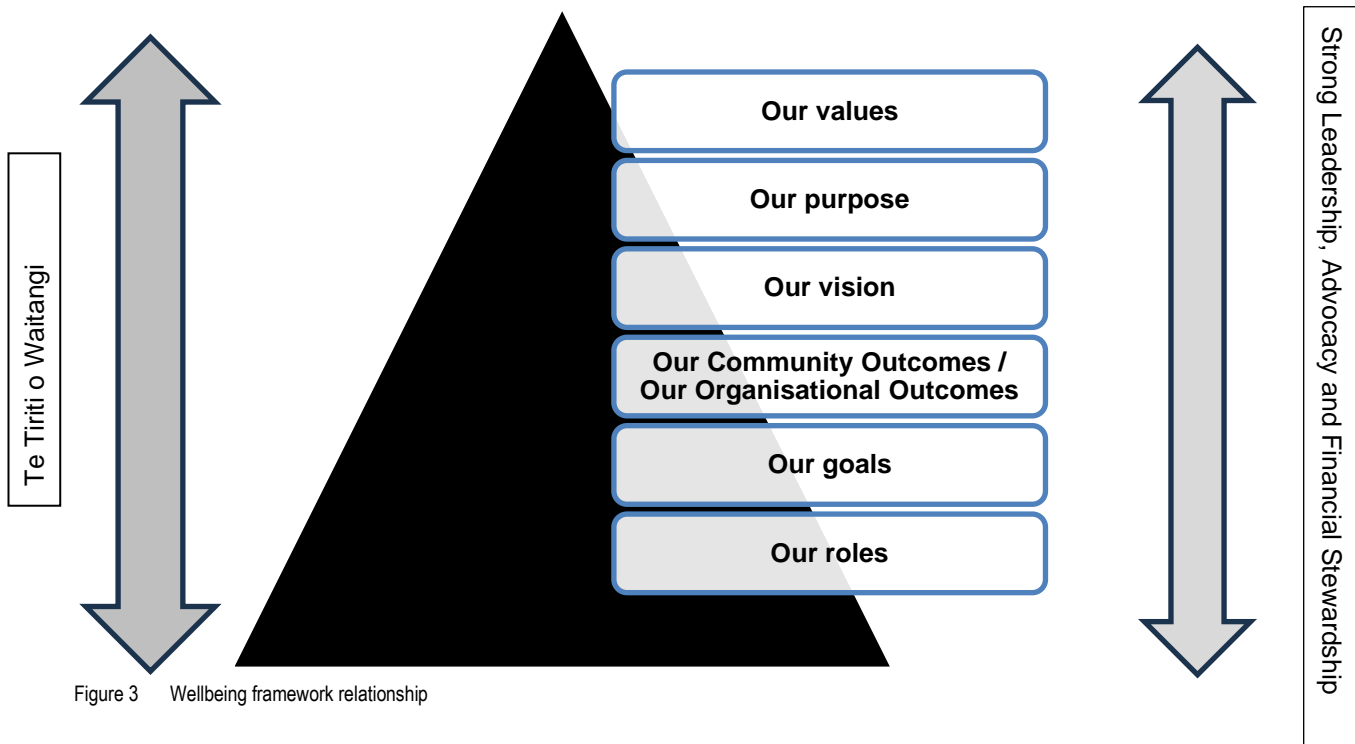 Te Tiriti o Waitangi
Our values
Our purpose
Our vision
Our Community Outcomes /
Our Organisational Outcomes
Our goals
Our roles
Strong Leadership, Advocacy and Financial Stewardship
Figure 3 Wellbeing framework relationship